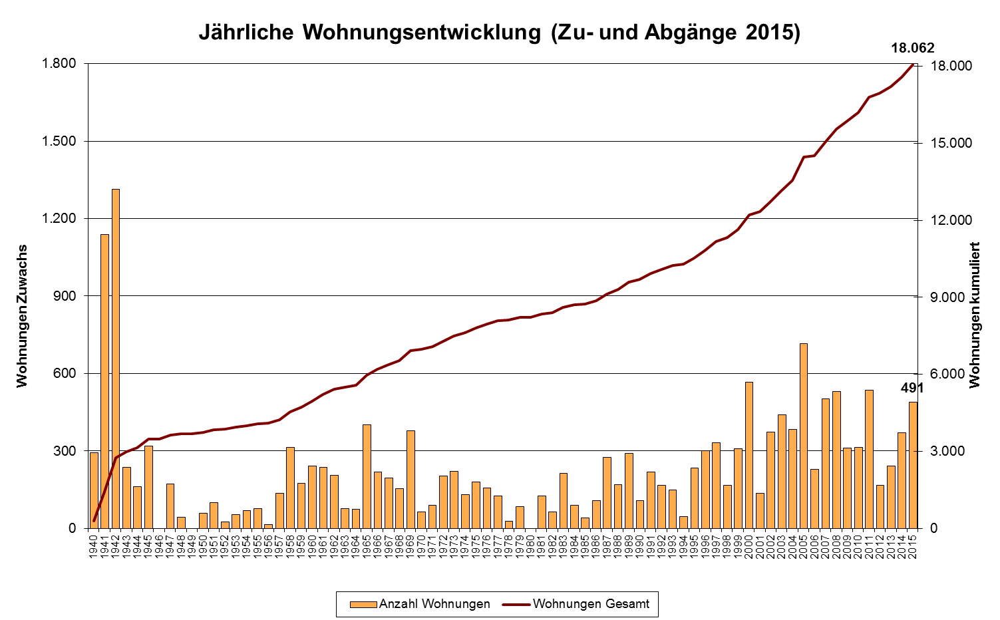 Jährliche Wohnungsentwicklung (Zu- und Abgänge 2015)
18.062
1.800
18.000
1.500
15.000
1.200
12.000
900
9.000
600
6.000
491
300
3.000
0
0
Wohnungen Zuwachs
Wohnungen kumuliert
1940 1941 1942 1943 1944 1945 1946 1947 1948 1949 1950 1951 1952 1953 1954 1955 1956 1957 1958 1959 1960 1961 1962 1963 1964 1965 1966 1967 1968 1969 1970 1971 1972 1973 1974 1975 1976 1977 1978 1979 1980 1981 1982 1983 1984 1985 1986 1987 1988 1989 1990 1991 1992 1993 1994 1995 1996 1997 1998 1999 2000 2001 2002 2003 2004 2005 2006 2007 2008 2009 2010 2011 2012 2013 2014 2015
Anzahl Wohnungen
Wohnungen Gesamt